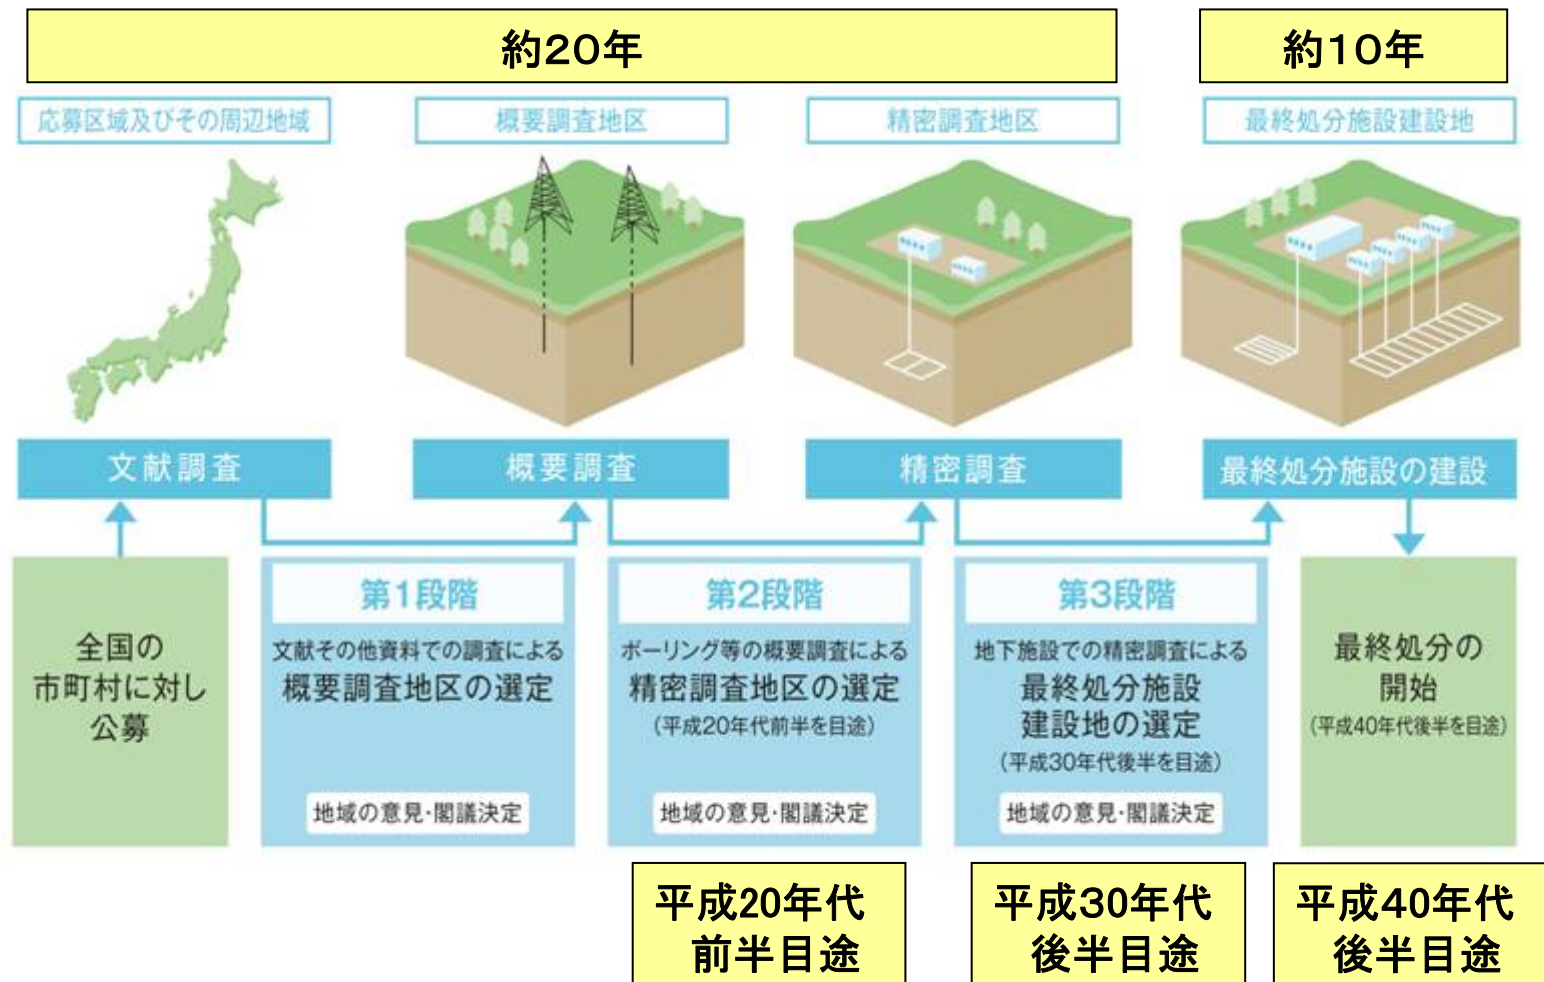 約20年
約10年
応募区域及びその周辺地域
概要調査地区
精密調査地区
最終処分施設建設地
文献調査
概要調査
精密調査
最終処分施設の建設
全国の
市町村に対し
公募
第1段階
文献その他資料での調査による
概要調査地区の選定
地域の意見・閣議決定
第2段階
ボーリング等の概要調査による
精密調査地区の選定
(平成20年代前半を目途)
地域の意見・閣議決定
第3段階
地下施設での精密調査による
最終処分施設
建設地の選定
(平成30年代後半を目途)
地域の意見・閣議決定
最終処分の
開始
(平成40年代後半を目途)
平成20年代
前半目途
平成30年代
後半目途
平成40年代
後半目途